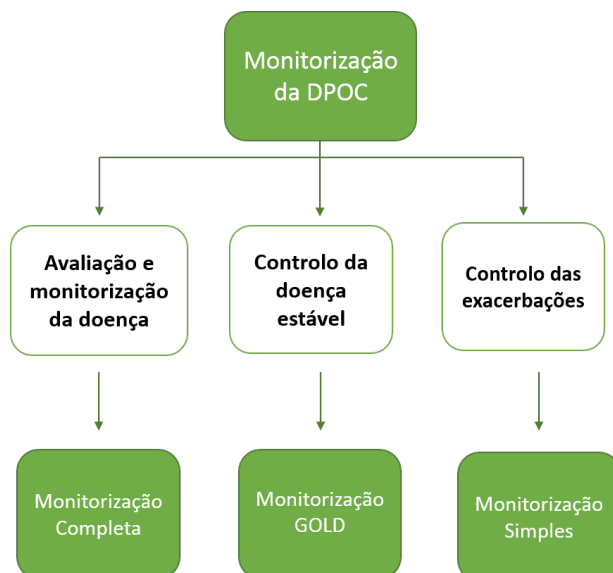 Monitorização
da DPOC
Avaliação e
monitorização
da doença
Controlo da
doença
estável
Controlo das
exacerbações
Monitorização
Completa
Monitorização
GOLD
Monitorização
Simples